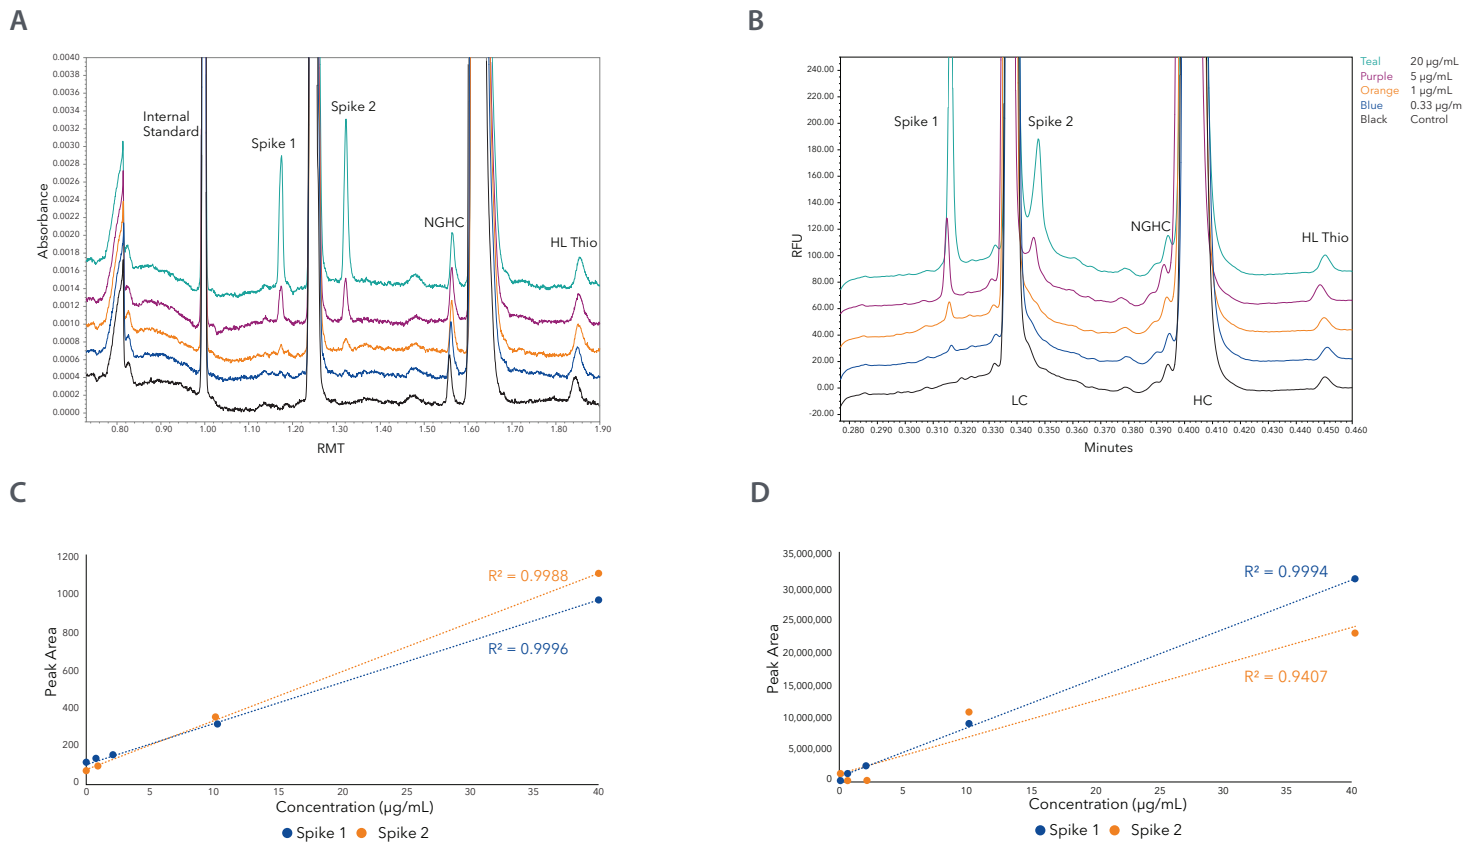 A
0.0040
0.0038
0.0036
0.0034
0.0032
0.0030
0.0028
0.0026
0.0024
0.0022
0.0020
0.0018
0.0016
0.0014
0.0012
0.0010
0.0008
0.0006
0.0004
0.0002
0.0000
Absorbance
Internal
Standard
Spike 1
Spike 2
NGHC
HL Thio
0.80 0.90 1.00 1.10 1.20 1.30 1.40 1.50 1.60 1.70 1.80 1.90
RMT
B
240.00
220.00
200.00
180.00
160.00
140.00
120.00
100.00
80.00
60.00
40.00
20.00
0.00
-20.00
RFU
Spike 1
Spike 2
NGHC
HL Thio
LC
HC
0.280 0.290 0.300 0.310 0.320 0.330 0.340 0.350 0.360 0.370 0.380 0.390 0.400 0.410 0.420 0.430 0.440 0.450 0.460
Minutes
Teal 20 µg/mL
Purple 5 µg/mL
Orange 1 µg/mL
Blue 0.33 µg/m
Black Control
C
1200
1000
800
600
400
200
0
Peak Area
R² = 0.9988
R² = 0.9996
0 5 10 15 20 25 30 35 40
Concentration (µg/mL)
Spike 1 Spike 2
D
35,000,000
30,000,000
25,000,000
20,000,000
15,000,000
10,000,000
5,000,000
0
Peak Area
R² = 0.9994
R² = 0.9407
0 5 10 15 20 25 30 35 40
Concentration (µg/mL)
Spike 1 Spike 2